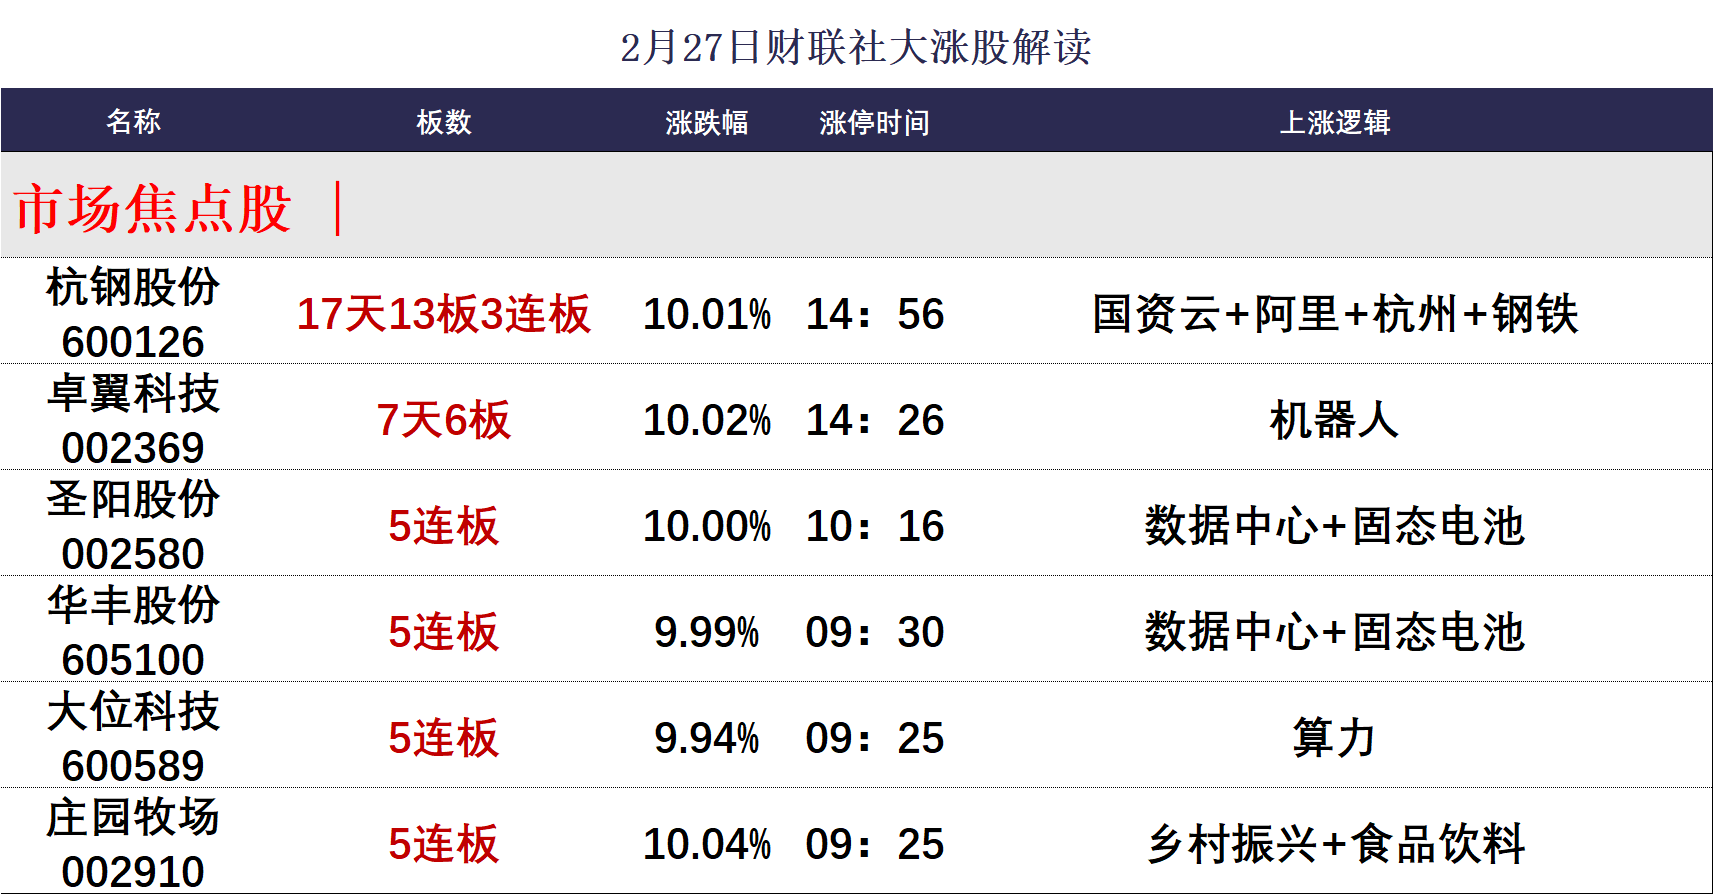 2月27日财联社大涨股解读
名称 板数 涨跌幅 涨停时间 上涨逻辑
市场焦点股 ｜
杭钢股份
600126 17天13板3连板 10.01% 14：56 国资云+阿里+杭州+钢铁
卓翼科技
002369 7天6板 10.02% 14：26 机器人
圣阳股份
002580 5连板 10.00% 10：16 数据中心+固态电池
华丰股份
605100 5连板 9.99% 09：30 数据中心+固态电池
大位科技
600589 5连板 9.94% 09：25 算力
庄园牧场
002910 5连板 10.04% 09：25 乡村振兴+食品饮料